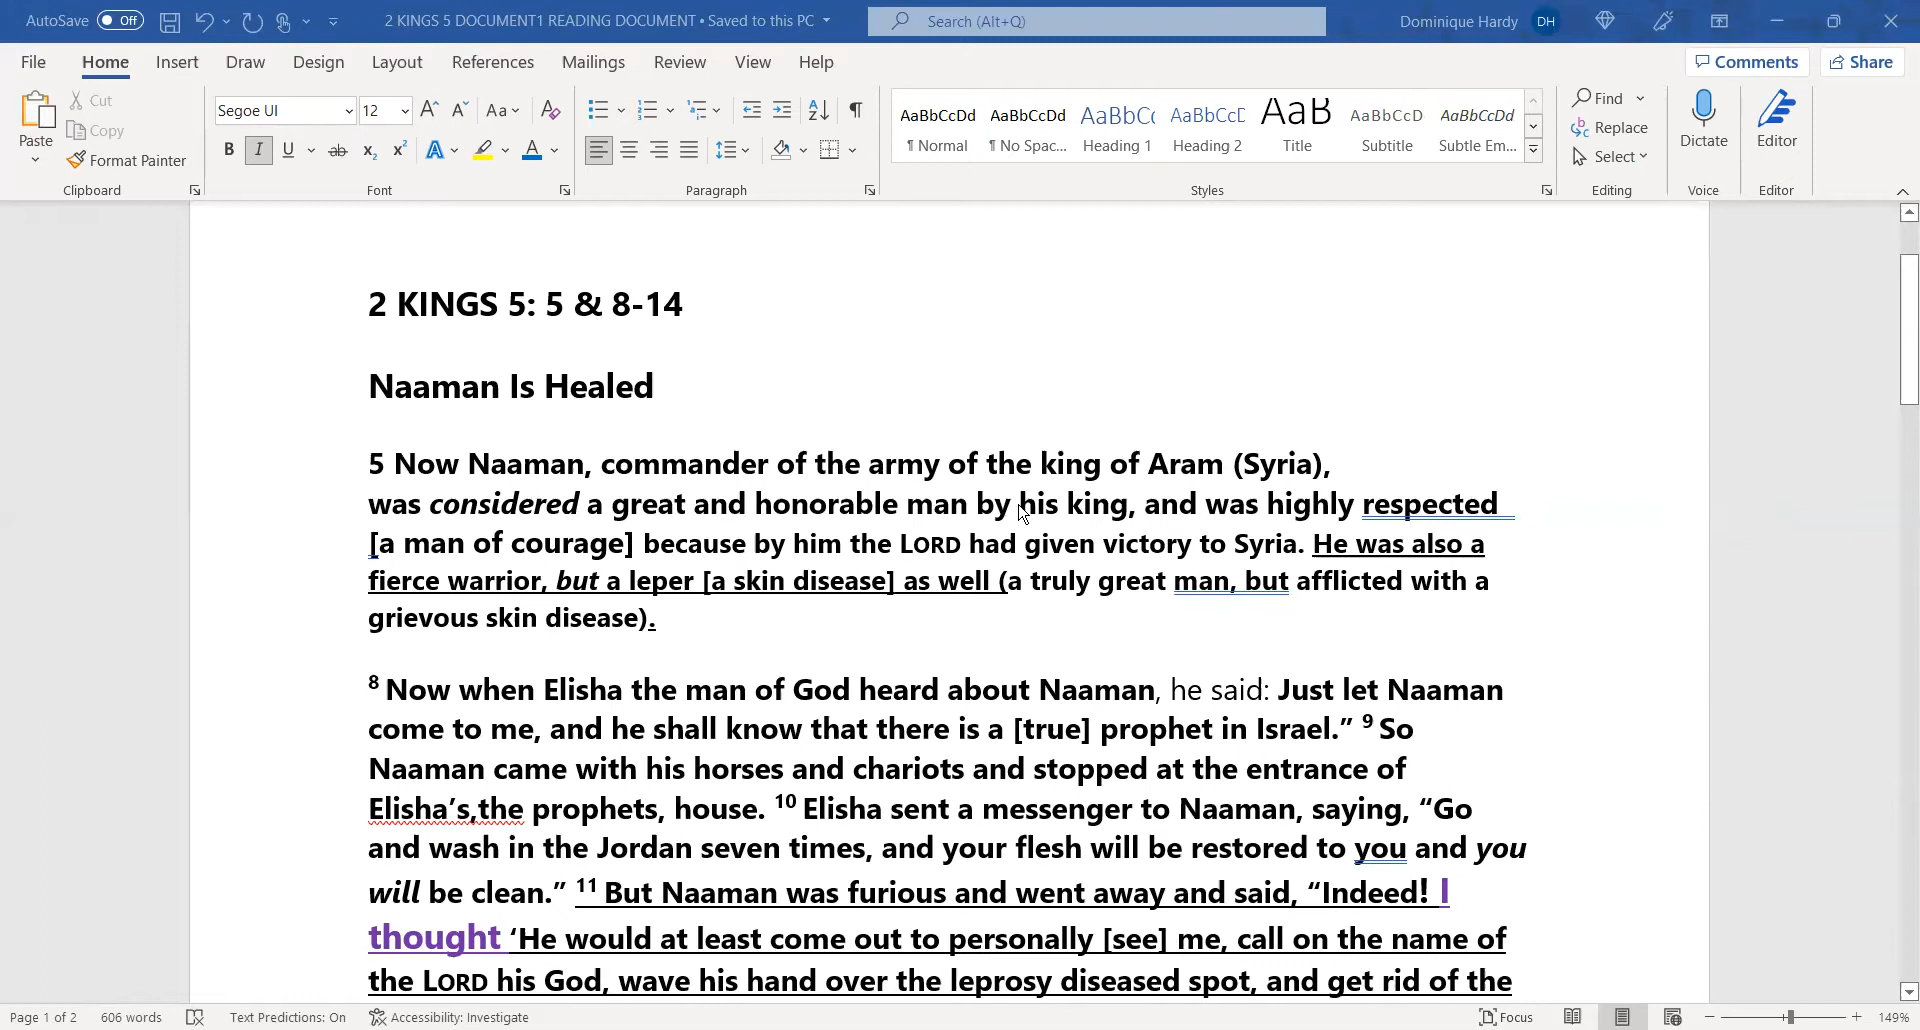 AutoSave Off 2 KINGS 5 DOCUMENT1 READING DOCUMENT • Saved to this PC Search (Alt+Q) Dominique Hardy DH
File Home Insert Draw Design Layout References Mailings Review View Help Comments Share
Paste Cut Copy Format Painter Clipboard
Segoe UI 12 Aa Font
B I U ab x₂ x² A A
Paragraph
AaBbCcDd AaBbCcDd AaBbC( AaBbCcC AaB AaBbCcD AaBbCcDd
¶ Normal ¶ No Spac... Heading 1 Heading 2 Title Subtitle Subtle Em...
Styles
Find Replace Select Editing
Dictate Voice
Editor Editor
2 KINGS 5: 5 & 8-14
Naaman Is Healed
5 Now Naaman, commander of the army of the king of Aram (Syria),
was considered a great and honorable man by his king, and was highly respected
[a man of courage] because by him the LORD had given victory to Syria. He was also a
fierce warrior, but a leper [a skin disease] as well (a truly great man, but afflicted with a
grievous skin disease).
8 Now when Elisha the man of God heard about Naaman, he said: Just let Naaman
come to me, and he shall know that there is a [true] prophet in Israel.” 9 So
Naaman came with his horses and chariots and stopped at the entrance of
Elisha’s,the prophets, house. 10 Elisha sent a messenger to Naaman, saying, “Go
and wash in the Jordan seven times, and your flesh will be restored to you and you
will be clean.” 11 But Naaman was furious and went away and said, “Indeed! I
thought ‘He would at least come out to personally [see] me, call on the name of
the LORD his God, wave his hand over the leprosy diseased spot, and get rid of the
Page 1 of 2 606 words Text Predictions: On Accessibility: Investigate Focus 149%